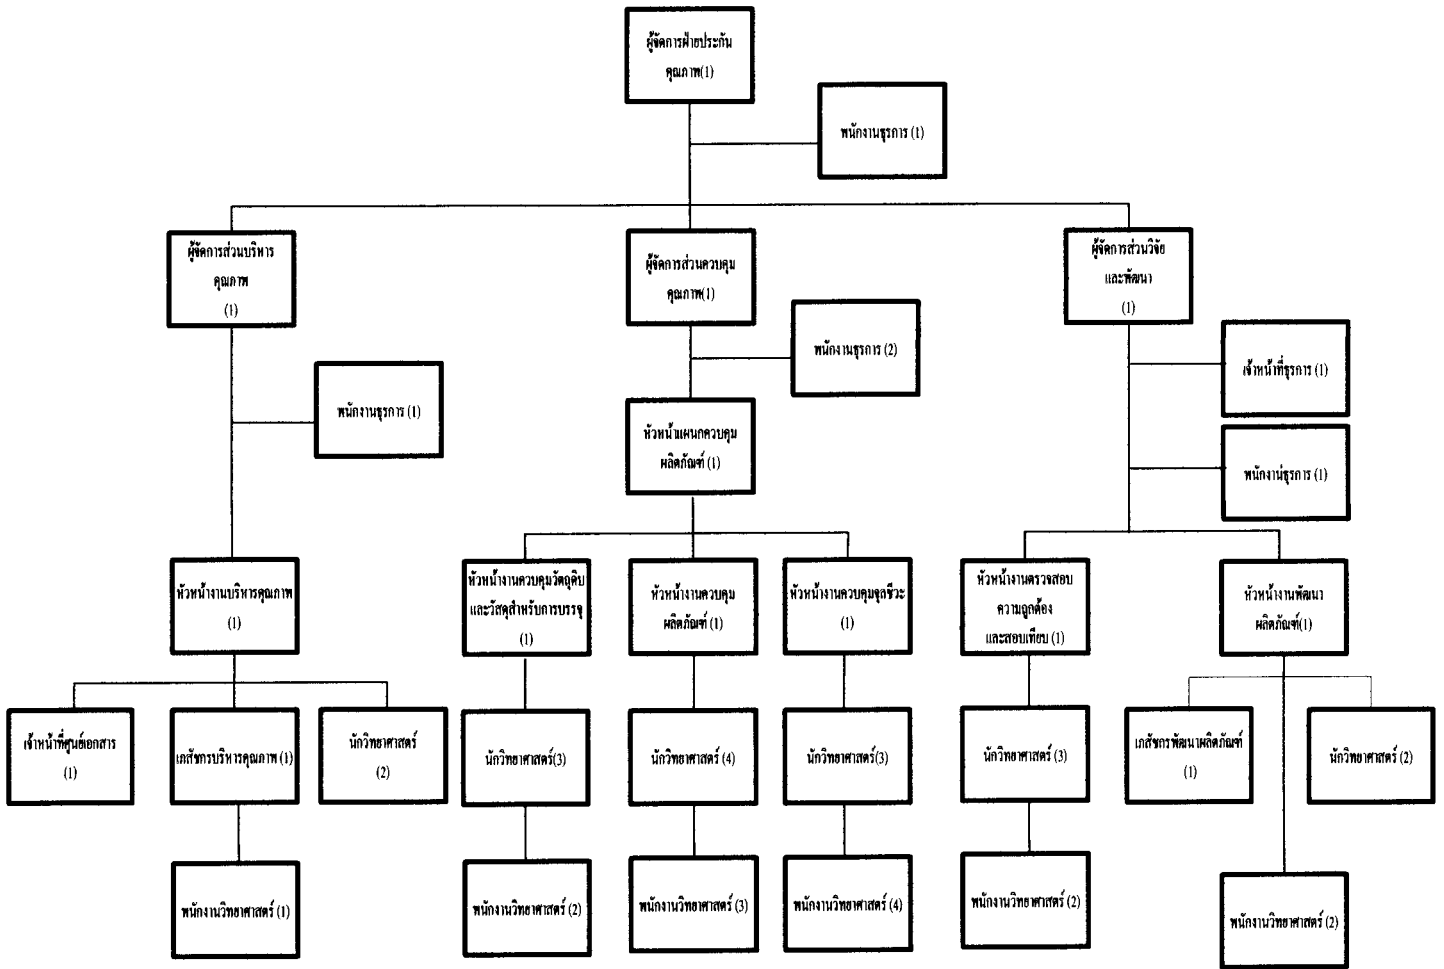 ผู้จัดการฝ่ายประกัน
คุณภาพ(1)
พนักงานธุรการ (1)
ผู้จัดการส่วนบริหาร
คุณภาพ
(1)
ผู้จัดการส่วนควบคุม
คุณภาพ(1)
ผู้จัดการส่วนวิจัย
และพัฒนา
(1)
พนักงานธุรการ (1)
พนักงานธุรการ (2)
เจ้าหน้าที่ธุรการ (1)
หัวหน้าแผนกควบคุม
ผลิตภัณฑ์ (1)
พนักงานธุรการ (1)
หัวหน้างานบริหารคุณภาพ
(1)
หัวหน้างานควบคุมวัตถุดิบ
และวัสดุสำหรับการบรรจุ
(1)
หัวหน้างานควบคุม
ผลิตภัณฑ์ (1)
หัวหน้างานควบคุมจุลชีวะ
(1)
หัวหน้างานตรวจสอบ
ความถูกต้อง
และสอบเทียบ (1)
หัวหน้างานพัฒนา
ผลิตภัณฑ์(1)
เจ้าหน้าที่ศูนย์เอกสาร
(1)
เภสัชกรบริหารคุณภาพ (1)
นักวิทยาศาสตร์
(2)
นักวิทยาศาสตร์(3)
นักวิทยาศาสตร์ (4)
นักวิทยาศาสตร์(3)
นักวิทยาศาสตร์ (3)
เภสัชกรพัฒนาผลิตภัณฑ์
(1)
นักวิทยาศาสตร์ (2)
พนักงานวิทยาศาสตร์ (1)
พนักงานวิทยาศาสตร์ (2)
พนักงานวิทยาศาสตร์ (3)
พนักงานวิทยาศาสตร์ (4)
พนักงานวิทยาศาสตร์ (2)
พนักงานวิทยาศาสตร์ (2)